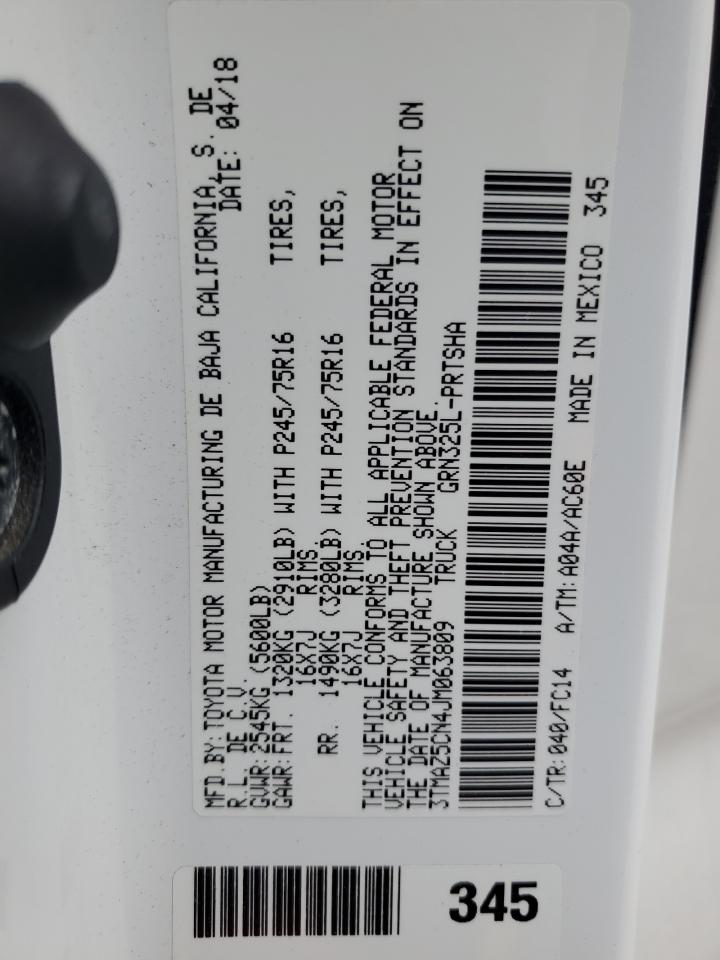 MFD BY: TOYOTA MOTOR MANUFACTURING DE BAJA CALIFORNIA, S. DE
R.L. DE C.V. DATE: 04/18
GVWR: 2545KG (5600LB)
GAWR: FRT. 1320KG (2910LB) WITH P245/75R16 TIRES,
16X7J RIMS,
RR. 1490KG (3280LB) WITH P245/75R16 TIRES,
16X7J RIMS.
THIS VEHICLE CONFORMS TO ALL APPLICABLE FEDERAL MOTOR
VEHICLE SAFETY AND THEFT PREVENTION STANDARDS IN EFFECT ON
THE DATE OF MANUFACTURE SHOWN ABOVE.
3TMAZ5CN4JM063809 TRUCK GRN325L-PRTSHA
C/TR: 040/FC14 A/TM: A04A/AC60E MADE IN MEXICO 345
345